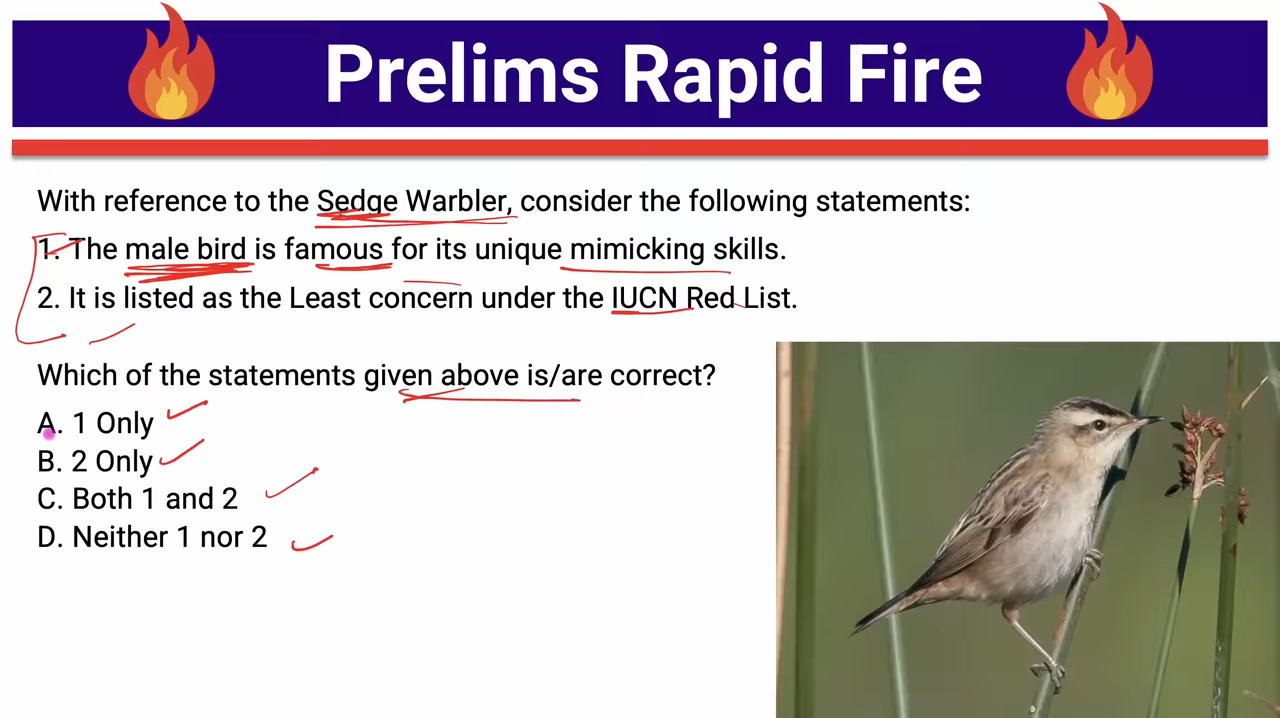 Prelims Rapid Fire
With reference to the Sedge Warbler, consider the following statements:
1. The male bird is famous for its unique mimicking skills.
2. It is listed as the Least concern under the IUCN Red List.
Which of the statements given above is/are correct?
A. 1 Only
B. 2 Only
C. Both 1 and 2
D. Neither 1 nor 2